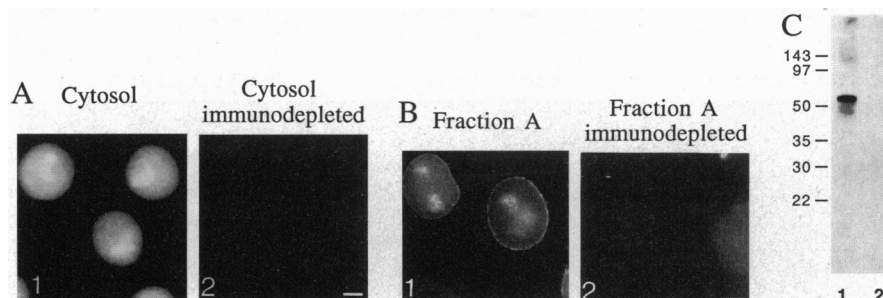 A
Cytosol
Cytosol
immunodepleted
1
2
B
Fraction A
Fraction A
immunodepleted
1
2
C
143
97
50
35
30
22
1 2